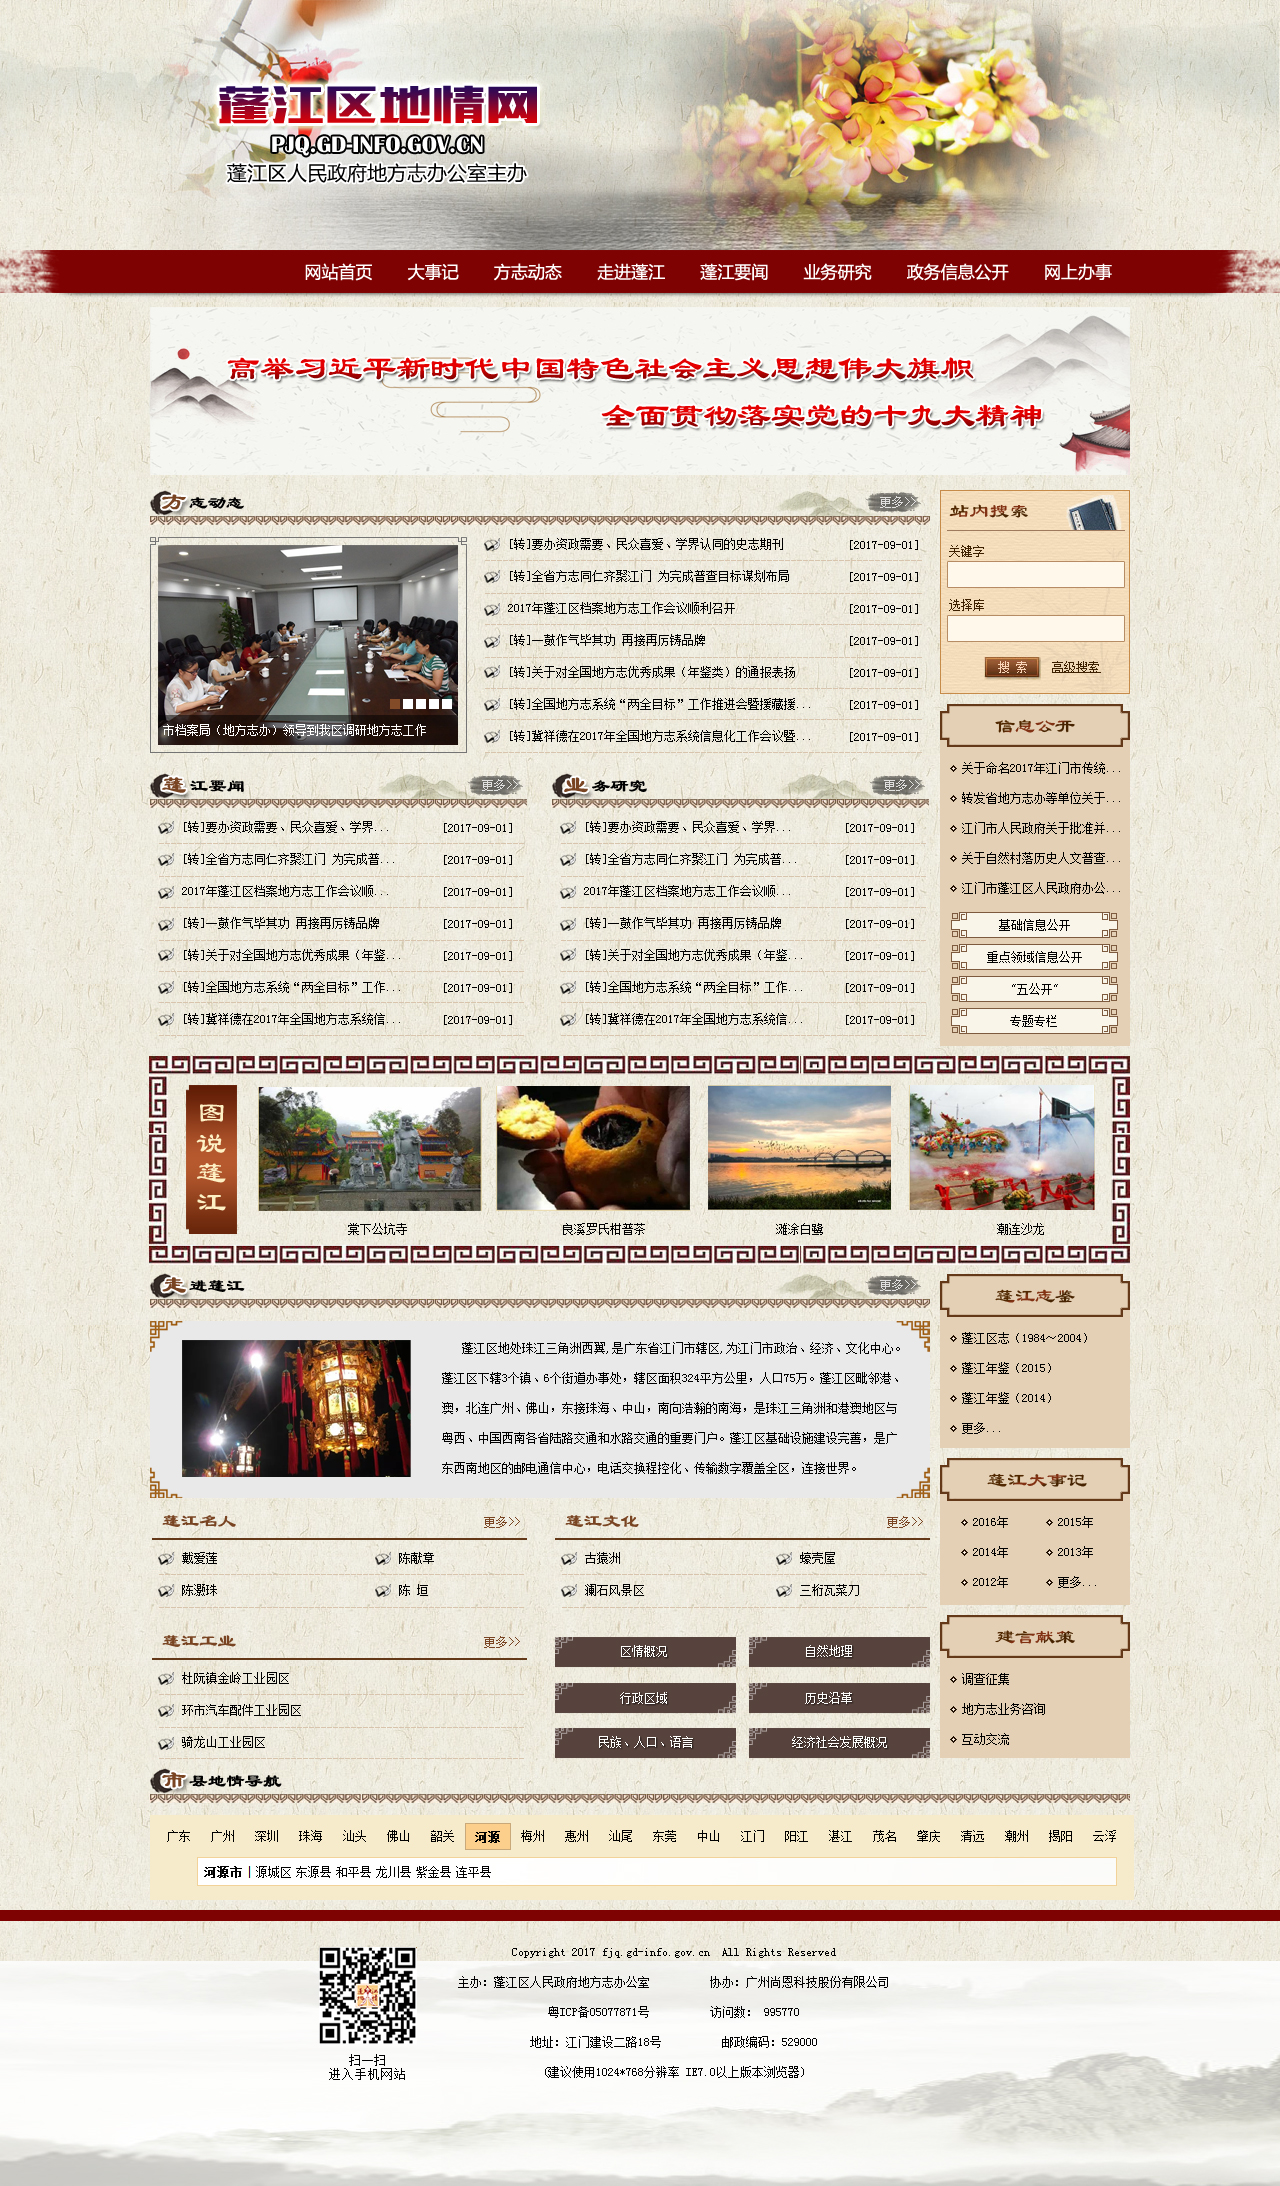 蓬江区地情网
PJQ.GD-INFO.GOV.CN
蓬江区人民政府地方志办公室主办
网站首页 大事记 方志动态 走进蓬江 蓬江要闻 业务研究 政务信息公开 网上办事
高举习近平新时代中国特色社会主义思想伟大旗帜
全面贯彻落实党的十九大精神
方志动态
更多>>
市档案局（地方志办）领导到我区调研地方志工作
[转]要办资政需要、民众喜爱、学界认同的史志期刊 [2017-09-01]
[转]全省方志同仁齐聚江门 为完成普查目标谋划布局 [2017-09-01]
2017年蓬江区档案地方志工作会议顺利召开 [2017-09-01]
[转]一鼓作气毕其功 再接再厉铸品牌 [2017-09-01]
[转]关于对全国地方志优秀成果（年鉴类）的通报表扬 [2017-09-01]
[转]全国地方志系统“两全目标”工作推进会暨援藏援... [2017-09-01]
[转]冀祥德在2017年全国地方志系统信息化工作会议暨... [2017-09-01]
站内搜索
关键字
选择库
搜 索 高级搜索
信息公开
关于命名2017年江门市传统...
转发省地方志办等单位关于...
江门市人民政府关于批准并...
关于自然村落历史人文普查...
江门市蓬江区人民政府办公...
基础信息公开
重点领域信息公开
“五公开”
专题专栏
蓬江要闻
更多>>
[转]要办资政需要、民众喜爱、学界... [2017-09-01]
[转]全省方志同仁齐聚江门 为完成普... [2017-09-01]
2017年蓬江区档案地方志工作会议顺... [2017-09-01]
[转]一鼓作气毕其功 再接再厉铸品牌 [2017-09-01]
[转]关于对全国地方志优秀成果（年鉴... [2017-09-01]
[转]全国地方志系统“两全目标”工作... [2017-09-01]
[转]冀祥德在2017年全国地方志系统信... [2017-09-01]
业务研究
更多>>
[转]要办资政需要、民众喜爱、学界... [2017-09-01]
[转]全省方志同仁齐聚江门 为完成普... [2017-09-01]
2017年蓬江区档案地方志工作会议顺... [2017-09-01]
[转]一鼓作气毕其功 再接再厉铸品牌 [2017-09-01]
[转]关于对全国地方志优秀成果（年鉴... [2017-09-01]
[转]全国地方志系统“两全目标”工作... [2017-09-01]
[转]冀祥德在2017年全国地方志系统信... [2017-09-01]
图说蓬江
棠下公坑寺 良溪罗氏柑普茶 滩涂白鹭 潮连沙龙
走进蓬江
更多>>
蓬江区地处珠江三角洲西翼,是广东省江门市辖区,为江门市政治、经济、文化中心。
蓬江区下辖3个镇、6个街道办事处，辖区面积324平方公里，人口75万。蓬江区毗邻港、
澳，北连广州、佛山，东接珠海、中山，南向浩瀚的南海，是珠江三角洲和港澳地区与
粤西、中国西南各省陆路交通和水路交通的重要门户。蓬江区基础设施建设完善，是广
东西南地区的邮电通信中心，电话交换程控化、传输数字覆盖全区，连接世界。
蓬江志鉴
蓬江区志（1984～2004）
蓬江年鉴（2015）
蓬江年鉴（2014）
更多...
蓬江大事记
2016年 2015年
2014年 2013年
2012年 更多...
建言献策
调查征集
地方志业务咨询
互动交流
蓬江名人 更多>>
戴爱莲 陈献章
陈灏珠 陈 垣
蓬江文化 更多>>
古猿洲 蠔壳屋
澜石风景区 三桁瓦菜刀
蓬江工业 更多>>
杜阮镇金岭工业园区
环市汽车配件工业园区
骑龙山工业园区
区情概况 自然地理
行政区域 历史沿革
民族、人口、语言 经济社会发展概况
市县地情导航
广东 广州 深圳 珠海 汕头 佛山 韶关 河源 梅州 惠州 汕尾 东莞 中山 江门 阳江 湛江 茂名 肇庆 清远 潮州 揭阳 云浮
河源市 | 源城区 东源县 和平县 龙川县 紫金县 连平县
扫一扫
进入手机网站
Copyright 2017 fjq.gd-info.gov.cn All Rights Reserved
主办：蓬江区人民政府地方志办公室 协办：广州尚恩科技股份有限公司
粤ICP备05077871号 访问数： 995770
地址：江门建设二路18号 邮政编码：529000
（建议使用1024*768分辨率 IE7.0以上版本浏览器）